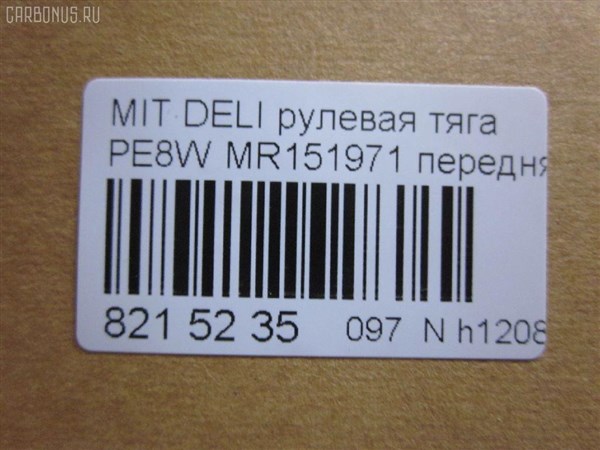 CARBONUS.RU
MIT DELI рулевая тяга
PE8W MR151971 передня
821 52 35 097 N h1208